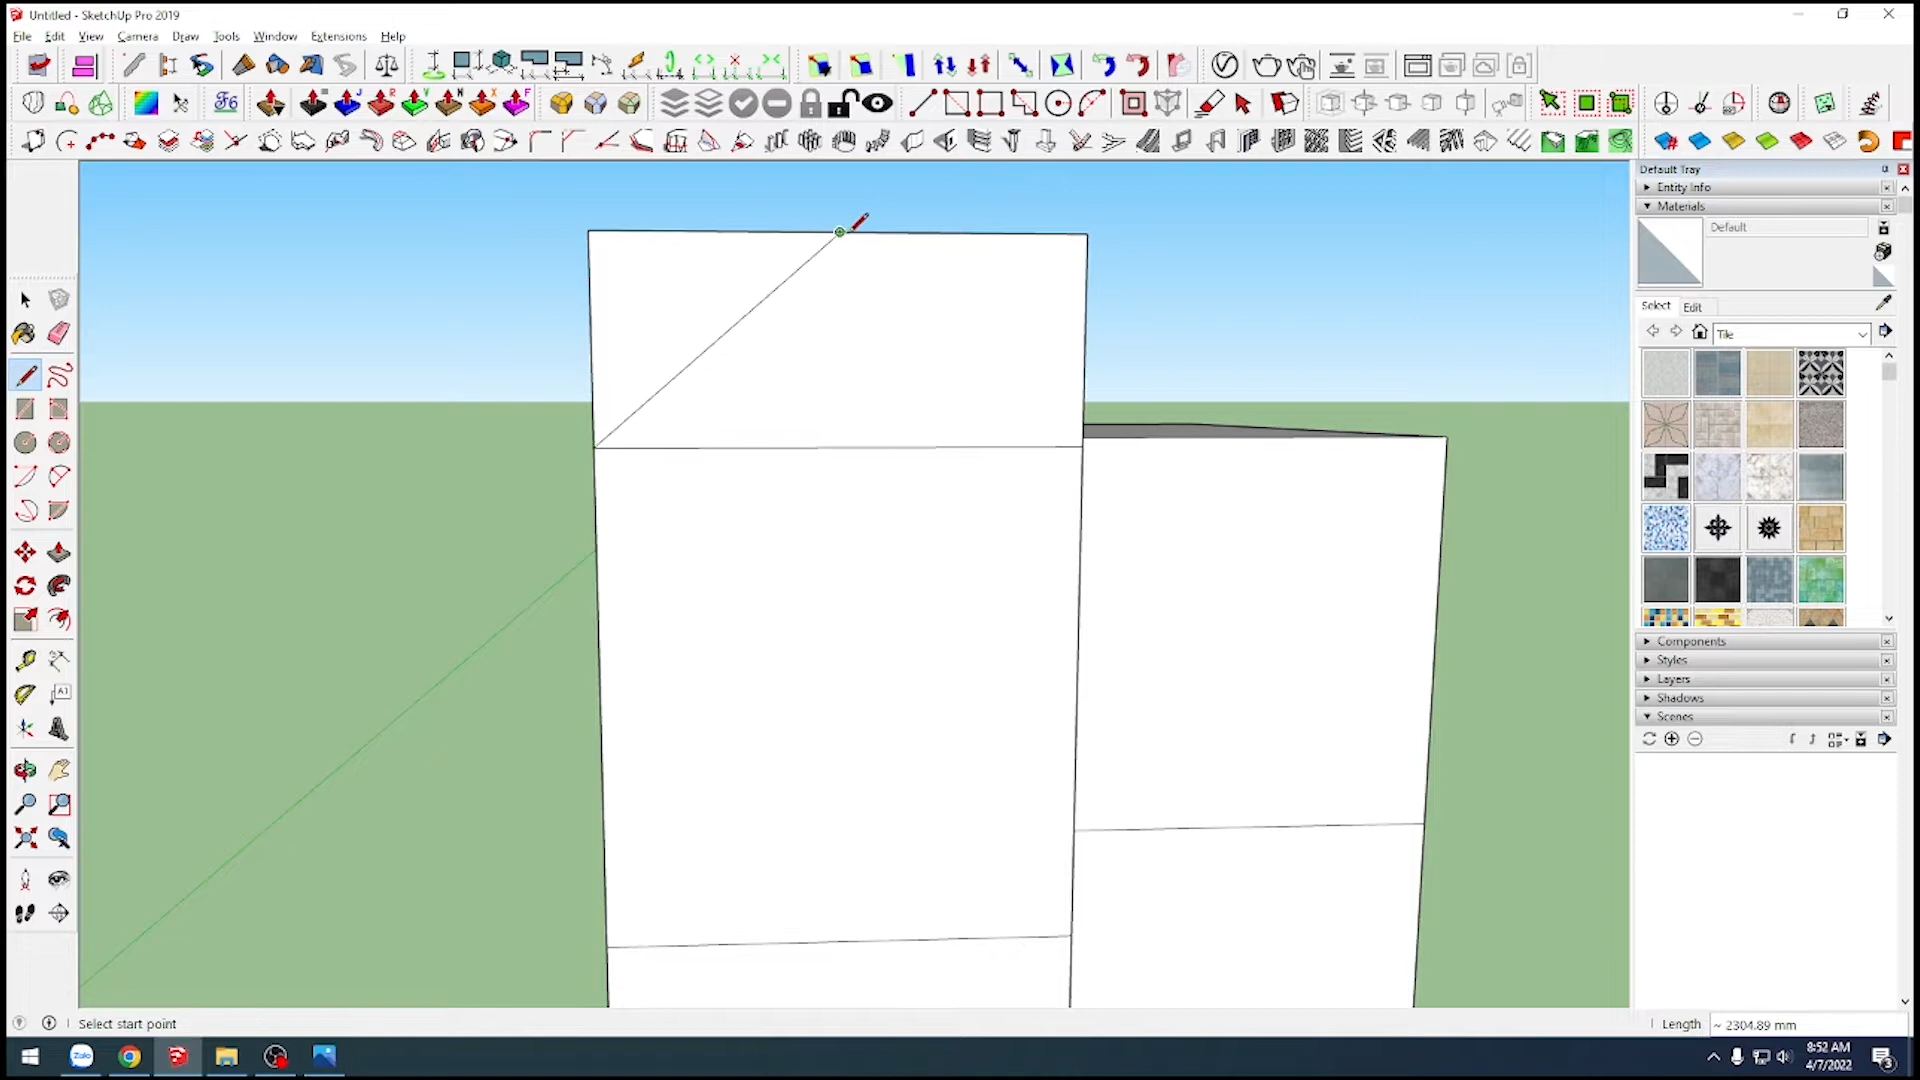 Untitled - SketchUp Pro 2019
File Edit View Camera Draw Tools Window Extensions Help
Default Tray
Entity Info
Materials
Default
Select Edit
Tile
Components
Styles
Layers
Shadows
Scenes
Select start point
Length ~ 2304.89 mm
Zalo
8:52 AM
4/7/2022
3